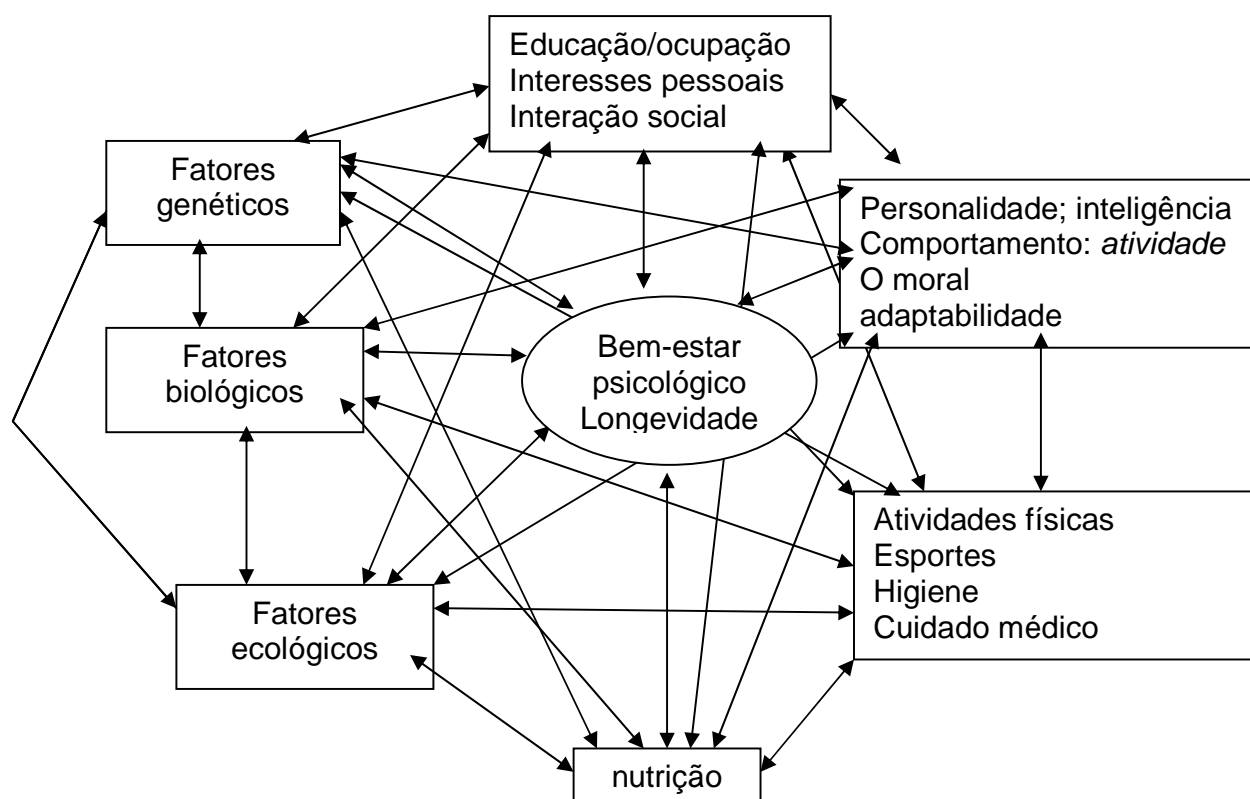 Educação/ocupação
Interesses pessoais
Interação social
Fatores
genéticos
Personalidade; inteligência
Comportamento: atividade
O moral
adaptabilidade
Fatores
biológicos
Bem-estar
psicológico
Longevidade
Atividades físicas
Esportes
Higiene
Cuidado médico
Fatores
ecológicos
nutrição